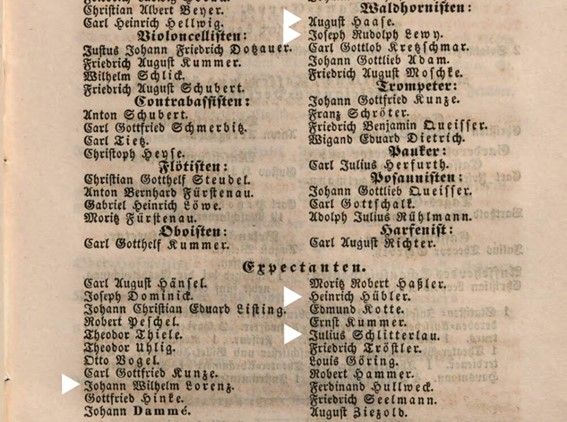 Christian Albert Beyer.
Carl Heinrich Hellwig.
Violoncellisten:
Justus Johann Friedrich Dotzauer.
Friedrich August Kummer.
Wilhelm Schlick.
Friedrich August Schubert.
Contrabassisten:
Anton Schubert.
Carl Gottfried Schmerbitz.
Carl Tietz.
Christoph Heyse.
Flötisten:
Christian Gotthelf Steudel.
Anton Bernhard Fürstenau.
Gabriel Heinrich Löwe.
Moritz Fürstenau.
Oboisten:
Carl Gotthelf Kummer.
Waldhornisten:
August Haase.
Joseph Rudolph Lewy.
Carl Gottlob Kretzschmar.
Johann Gottlieb Adam.
Friedrich August Moschke.
Trompeter:
Johann Gottfried Kunze.
Franz Schröter.
Friedrich Benjamin Queisser.
Wigand Eduard Dietrich.
Pauker:
Carl Julius Herfurth.
Posaunisten:
Johann Gottlieb Queisser.
Carl Gottschalk.
Adolph Julius Rühlmann.
Harfenist:
Carl August Richter.
Expectanten.
Carl August Hänsel.
Joseph Dominick.
Johann Christian Eduard Listing.
Robert Peschel.
Theodor Thiele.
Theodor Uhlig.
Otto Vogel.
Carl Gottfried Kunze.
Johann Wilhelm Lorenz.
Gottfried Hinke.
Johann Dammé.
Moritz Robert Haßler.
Heinrich Hübler.
Edmund Kotte.
Ernst Kummer.
Julius Schlitterlau.
Friedrich Tröstler.
Louis Göring.
Robert Hammer.
Ferdinand Hullweck.
Friedrich Seelmann.
August Ziezold.